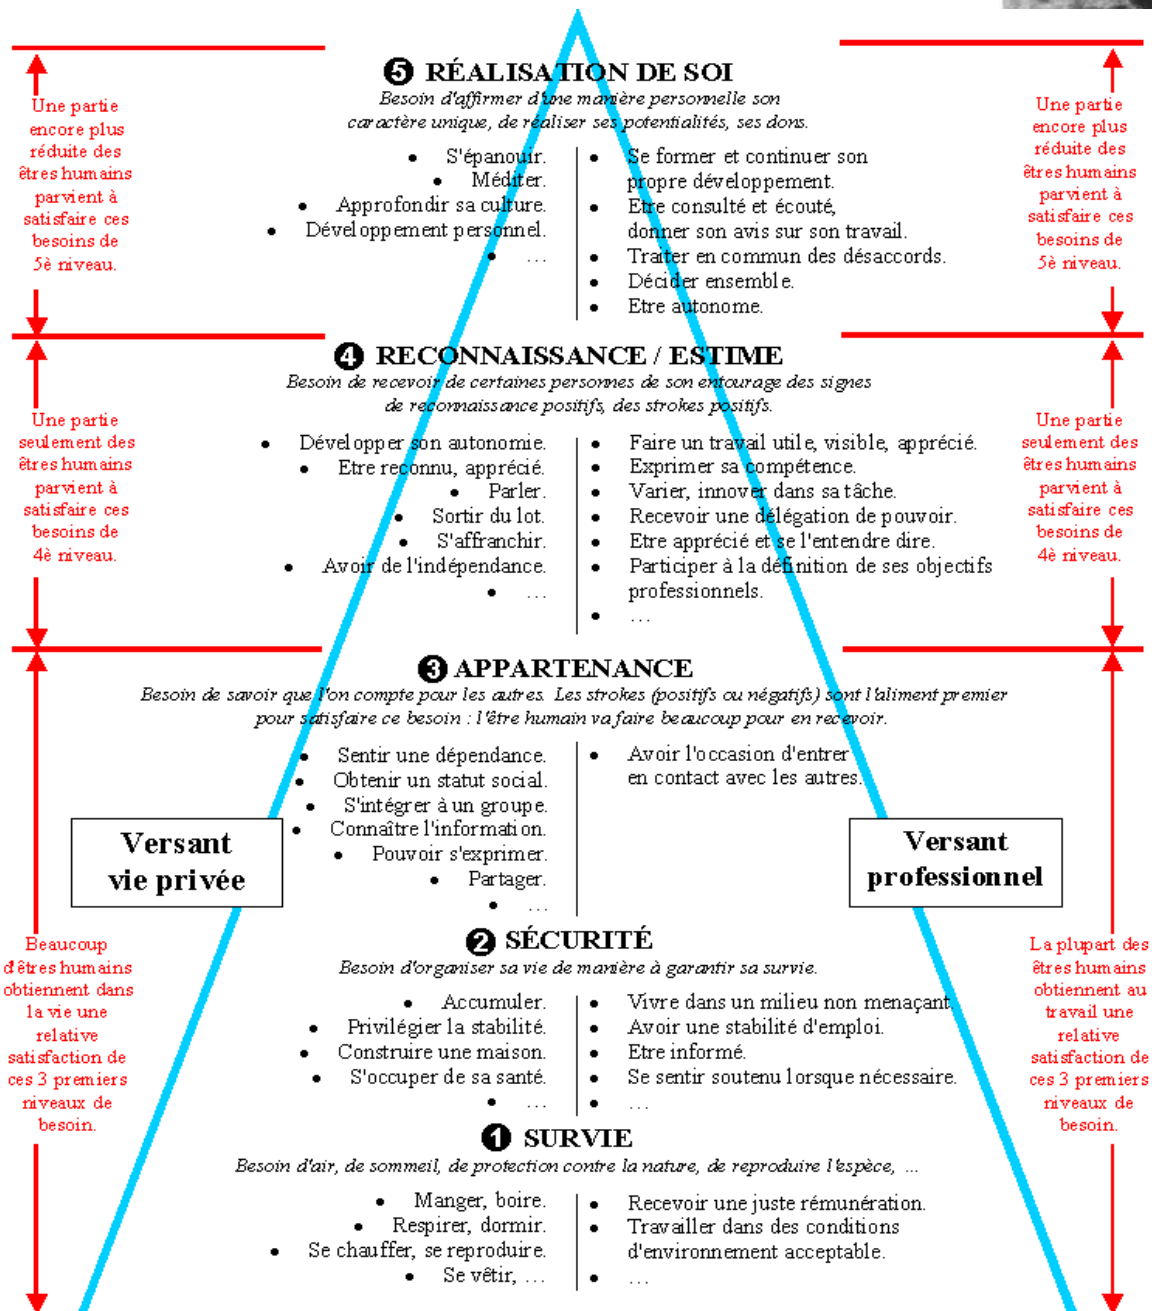 ❺ RÉALISATION DE SOI
Besoin d'affirmer d'une manière personnelle son
caractère unique, de réaliser ses potentialités, ses dons.
• S'épanouir.
• Méditer.
• Approfondir sa culture.
• Développement personnel.
• …
• Se former et continuer son
propre développement.
• Etre consulté et écouté,
donner son avis sur son travail.
• Traiter en commun des désaccords.
• Décider ensemble.
• Etre autonome.
Une partie
encore plus
réduite des
êtres humains
parvient à
satisfaire ces
besoins de
5è niveau.
Une partie
encore plus
réduite des
êtres humains
parvient à
satisfaire ces
besoins de
5è niveau.
❹ RECONNAISSANCE / ESTIME
Besoin de recevoir de certaines personnes de son entourage des signes
de reconnaissance positifs, des strokes positifs.
• Développer son autonomie.
• Etre reconnu, apprécié.
• Parler.
• Sortir du lot.
• S'affranchir.
• Avoir de l'indépendance.
• …
• Faire un travail utile, visible, apprécié.
• Exprimer sa compétence.
• Varier, innover dans sa tâche.
• Recevoir une délégation de pouvoir.
• Etre apprécié et se l'entendre dire.
• Participer à la définition de ses objectifs
professionnels.
• …
Une partie
seulement des
êtres humains
parvient à
satisfaire ces
besoins de
4è niveau.
Une partie
seulement des
êtres humains
parvient à
satisfaire ces
besoins de
4è niveau.
❸ APPARTENANCE
Besoin de savoir que l'on compte pour les autres. Les strokes (positifs ou négatifs) sont l'aliment premier
pour satisfaire ce besoin : l'être humain va faire beaucoup pour en recevoir.
• Sentir une dépendance.
• Obtenir un statut social.
• S'intégrer à un groupe.
• Connaître l'information.
• Pouvoir s'exprimer.
• Partager.
• …
• Avoir l'occasion d'entrer
en contact avec les autres.
Versant
vie privée
Versant
professionnel
❷ SÉCURITÉ
Besoin d'organiser sa vie de manière à garantir sa survie.
• Accumuler.
• Privilégier la stabilité.
• Construire une maison.
• S'occuper de sa santé.
• …
• Vivre dans un milieu non menaçant.
• Avoir une stabilité d'emploi.
• Etre informé.
• Se sentir soutenu lorsque nécessaire.
• …
Beaucoup
d'êtres humains
obtiennent dans
la vie une
relative
satisfaction de
ces 3 premiers
niveaux de
besoin.
La plupart des
êtres humains
obtiennent au
travail une
relative
satisfaction de
ces 3 premiers
niveaux de
besoin.
❶ SURVIE
Besoin d'air, de sommeil, de protection contre la nature, de reproduire l'espèce, …
• Manger, boire.
• Respirer, dormir.
• Se chauffer, se reproduire.
• Se vêtir, …
• Recevoir une juste rémunération.
• Travailler dans des conditions
d'environnement acceptable.
• …